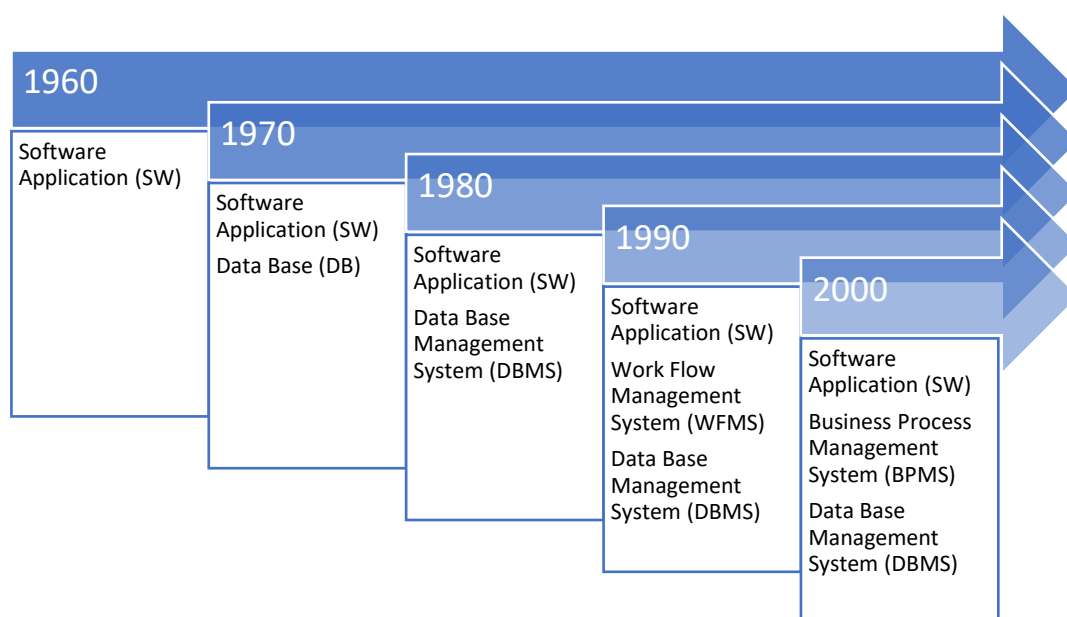 1960
Software
Application (SW)
1970
Software
Application (SW)
Data Base (DB)
1980
Software
Application (SW)
Data Base
Management
System (DBMS)
1990
Software
Application (SW)
Work Flow
Management
System (WFMS)
Data Base
Management
System (DBMS)
2000
Software
Application (SW)
Business Process
Management
System (BPMS)
Data Base
Management
System (DBMS)